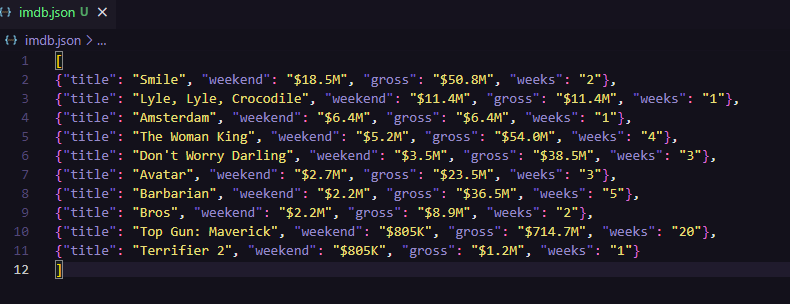 imdb.json U ×
imdb.json > ...
1 [
2 {"title": "Smile", "weekend": "$18.5M", "gross": "$50.8M", "weeks": "2"},
3 {"title": "Lyle, Lyle, Crocodile", "weekend": "$11.4M", "gross": "$11.4M", "weeks": "1"},
4 {"title": "Amsterdam", "weekend": "$6.4M", "gross": "$6.4M", "weeks": "1"},
5 {"title": "The Woman King", "weekend": "$5.2M", "gross": "$54.0M", "weeks": "4"},
6 {"title": "Don't Worry Darling", "weekend": "$3.5M", "gross": "$38.5M", "weeks": "3"},
7 {"title": "Avatar", "weekend": "$2.7M", "gross": "$23.5M", "weeks": "3"},
8 {"title": "Barbarian", "weekend": "$2.2M", "gross": "$36.5M", "weeks": "5"},
9 {"title": "Bros", "weekend": "$2.2M", "gross": "$8.9M", "weeks": "2"},
10 {"title": "Top Gun: Maverick", "weekend": "$805K", "gross": "$714.7M", "weeks": "20"},
11 {"title": "Terrifier 2", "weekend": "$805K", "gross": "$1.2M", "weeks": "1"}
12 ]